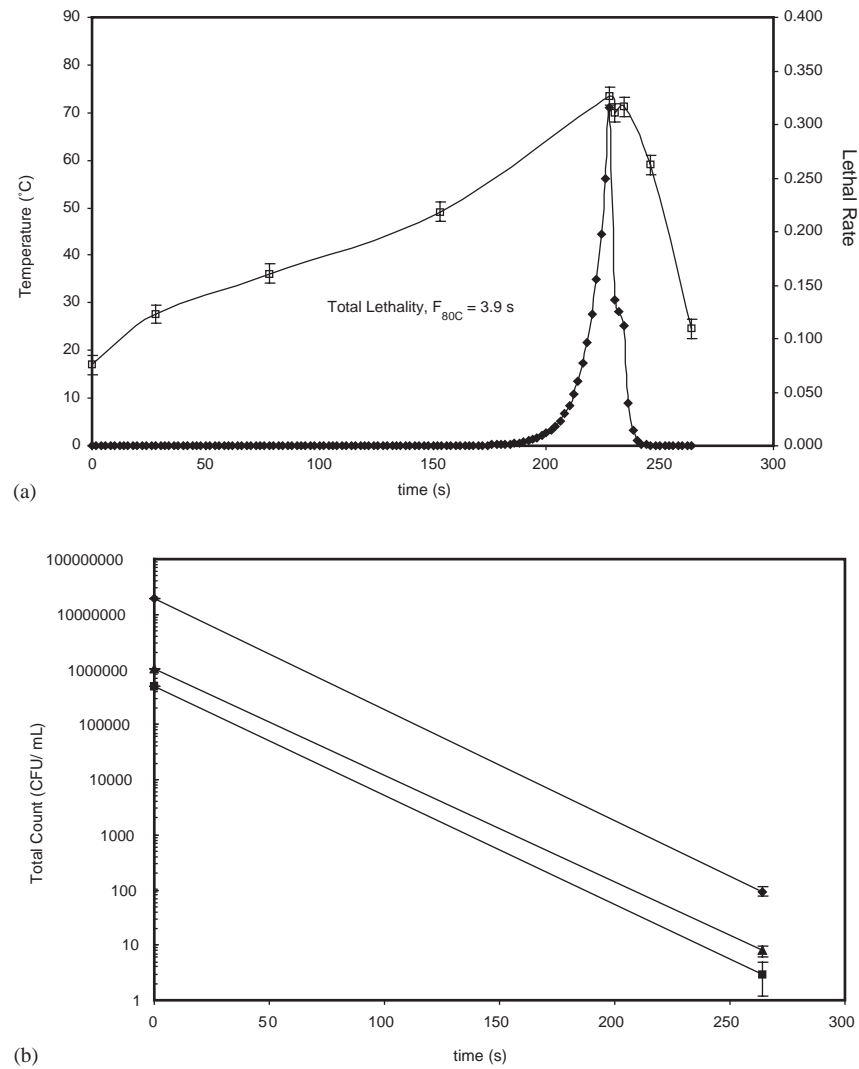 90
80
70
60
50
40
30
20
10
0
Temperature (˚C)
0.400
0.350
0.300
0.250
0.200
0.150
0.100
0.050
0.000
Lethal Rate
Total Lethality, F80C = 3.9 s
0 50 100 150 200 250 300
time (s)
(a)
100000000
10000000
1000000
100000
10000
1000
100
10
1
Total Count (CFU/ mL)
0 50 100 150 200 250 300
time (s)
(b)